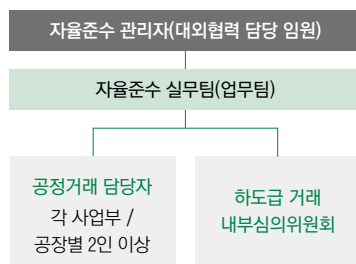 자율준수 관리자(대외협력 담당 임원)
자율준수 실무팀(업무팀)
공정거래 담당자
각 사업부 /
공장별 2인 이상
하도급 거래
내부심의위원회